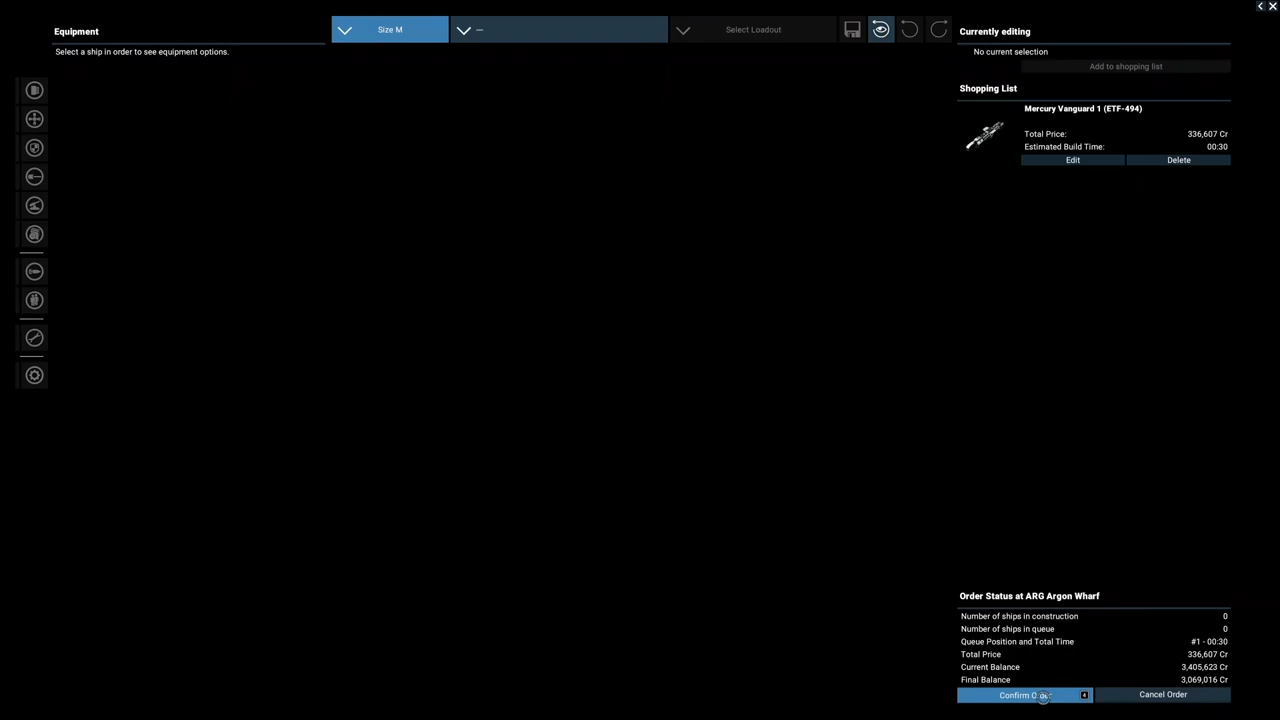 Equipment
Select a ship in order to see equipment options.
Size M
—
Select Loadout
Currently editing
No current selection
Add to shopping list
Shopping List
Mercury Vanguard 1 (ETF-494)
Total Price: 336,607 Cr
Estimated Build Time: 00:30
Edit Delete
Order Status at ARG Argon Wharf
Number of ships in construction 0
Number of ships in queue 0
Queue Position and Total Time #1 - 00:30
Total Price 336,607 Cr
Current Balance 3,405,623 Cr
Final Balance 3,069,016 Cr
Confirm Order 4 Cancel Order